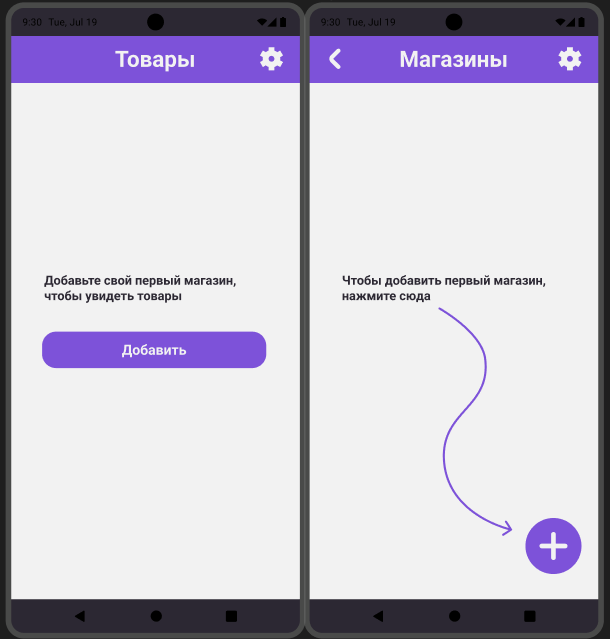 9:30 Tue, Jul 19
Товары
Добавьте свой первый магазин,
чтобы увидеть товары
Добавить
9:30 Tue, Jul 19
Магазины
Чтобы добавить первый магазин,
нажмите сюда